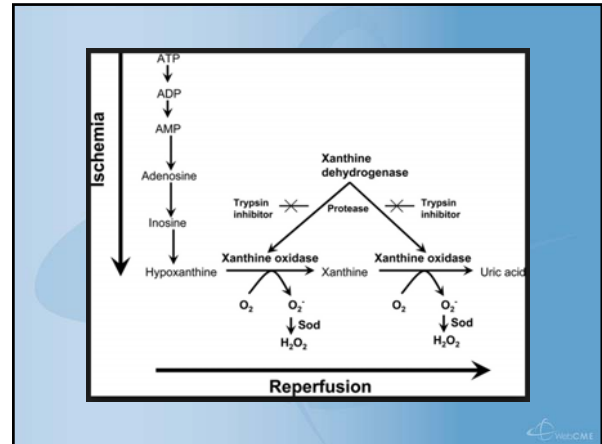 Ischemia
ATP
ADP
AMP
Adenosine
Inosine
Hypoxanthine
Xanthine
dehydrogenase
Trypsin
inhibitor
Protease
Trypsin
inhibitor
Xanthine oxidase
Xanthine
Xanthine oxidase
Uric acid
O₂ O₂⁻
Sod
H₂O₂
O₂ O₂⁻
Sod
H₂O₂
Reperfusion
WebCME